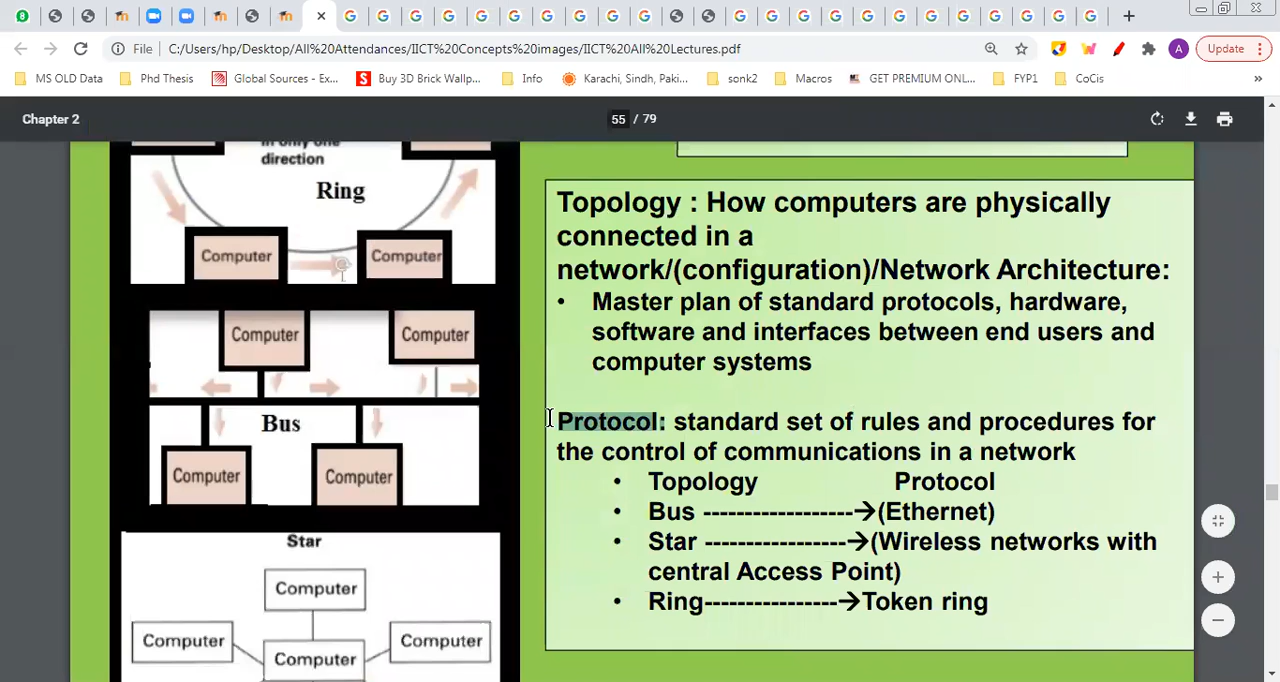 File
C:/Users/hp/Desktop/All%20Attendances/IICT%20Concepts%20images/IICT%20All%20Lectures.pdf
A
Update
MS OLD Data
Phd Thesis
Global Sources - Ex...
Buy 3D Brick Wallp...
Info
Karachi, Sindh, Paki...
sonk2
Macros
GET PREMIUM ONL...
FYP1
CoCis
»
Chapter 2
55 / 79
in only one
direction
Ring
Computer
Computer
Computer
Computer
Bus
Computer
Computer
Star
Computer
Computer
Computer
Computer
Topology : How computers are physically
connected in a
network/(configuration)/Network Architecture:
• Master plan of standard protocols, hardware,
software and interfaces between end users and
computer systems
Protocol: standard set of rules and procedures for
the control of communications in a network
• Topology Protocol
• Bus ------------------→(Ethernet)
• Star -----------------→(Wireless networks with
central Access Point)
• Ring----------------→Token ring